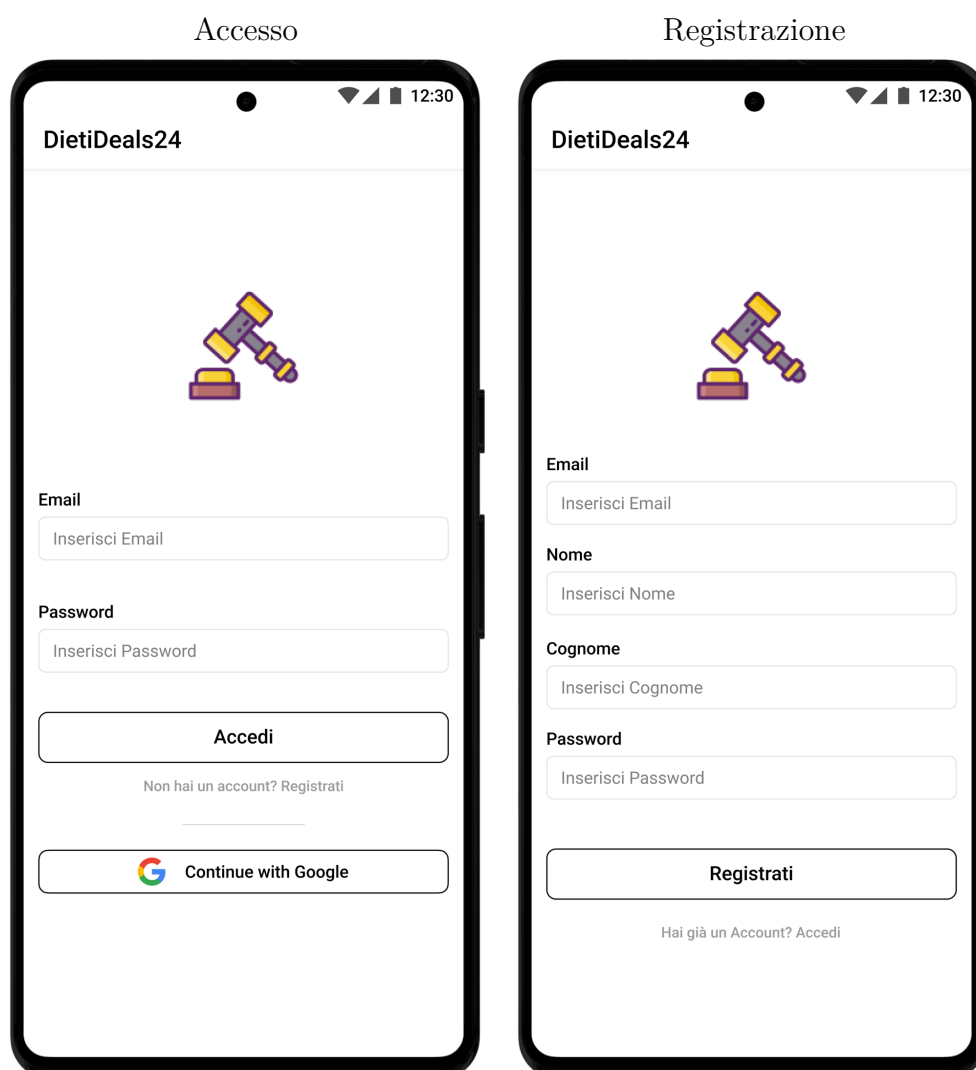 Accesso
12:30
DietiDeals24
Email
Inserisci Email
Password
Inserisci Password
Accedi
Non hai un account? Registrati
Continue with Google
Registrazione
12:30
DietiDeals24
Email
Inserisci Email
Nome
Inserisci Nome
Cognome
Inserisci Cognome
Password
Inserisci Password
Registrati
Hai già un Account? Accedi